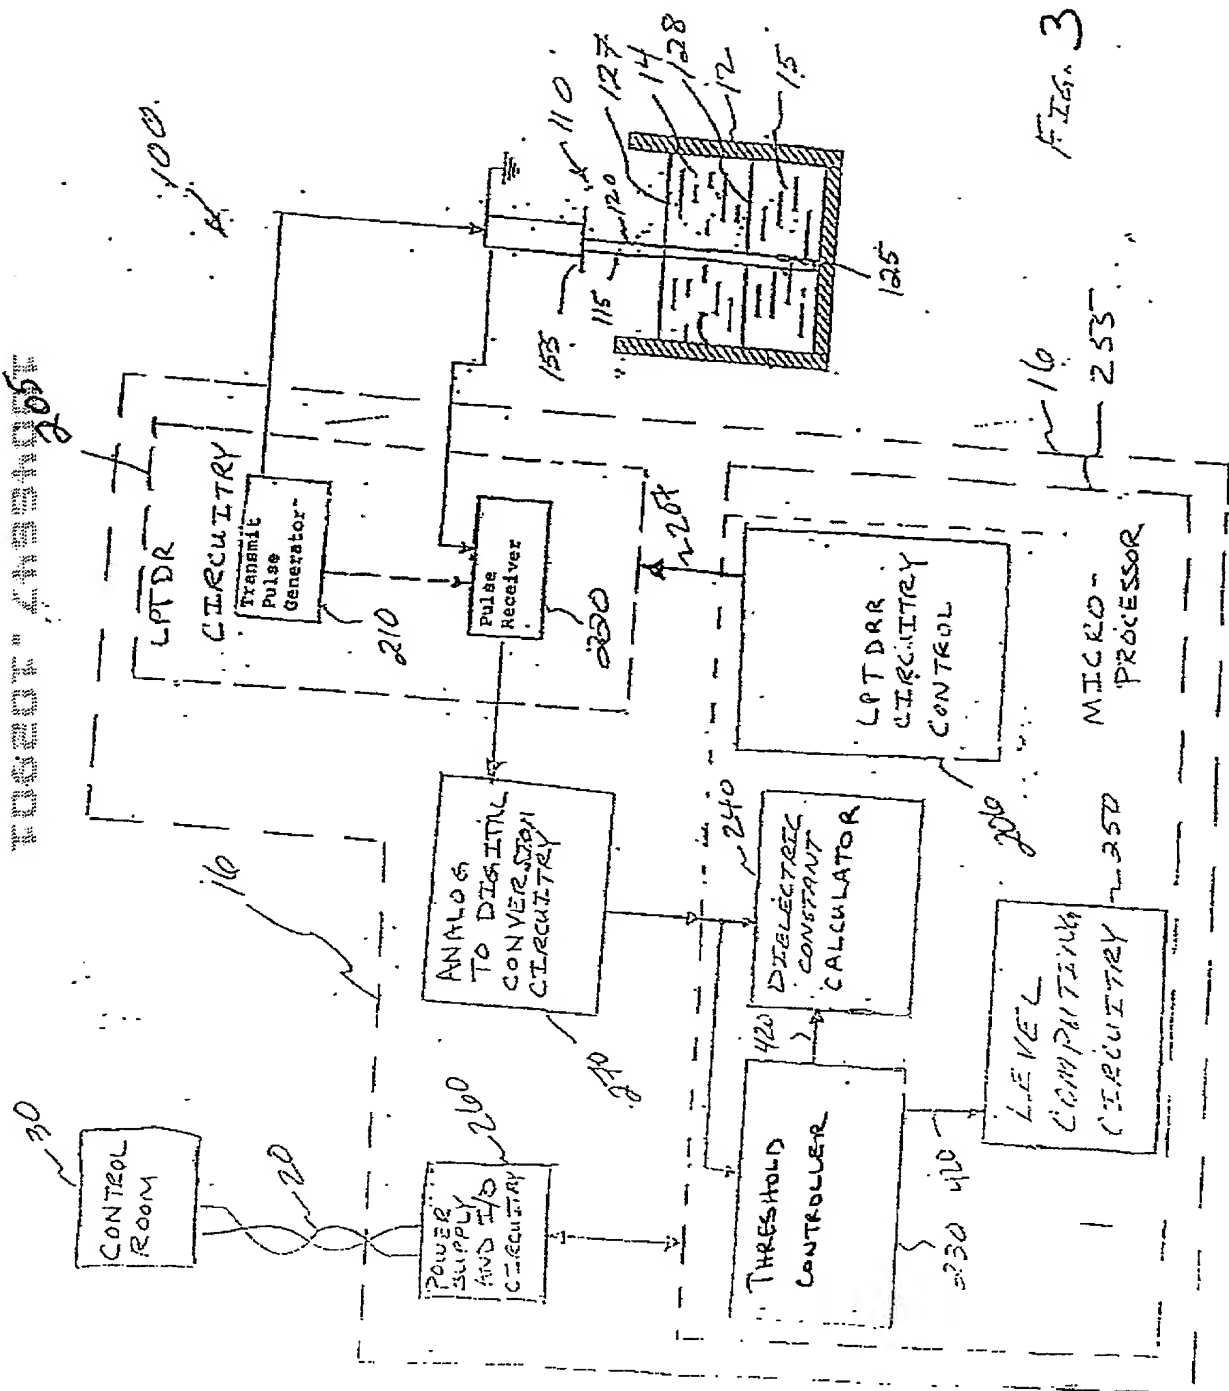 100
205
LPTDR
CIRCUITRY
Transmit
Pulse
Generator-
210
Pulse
Receiver
220
110
120
115
155
127
14
128
12
15
125
FIG. 3
16
ANALOG
TO DIGITAL
CONVERSION
CIRCUITRY
270
30
CONTROL
ROOM
20
POWER
SUPPLY
AND I/O
CIRCUITRY
260
240
DIELECTRIC
CONSTANT
CALCULATOR
420
THRESHOLD
CONTROLLER
230
420
LEVEL
COMPUTING
CIRCUITRY
250
207
LPTDRR
CIRCUITRY
CONTROL
206
MICRO-
PROCESSOR
16
255